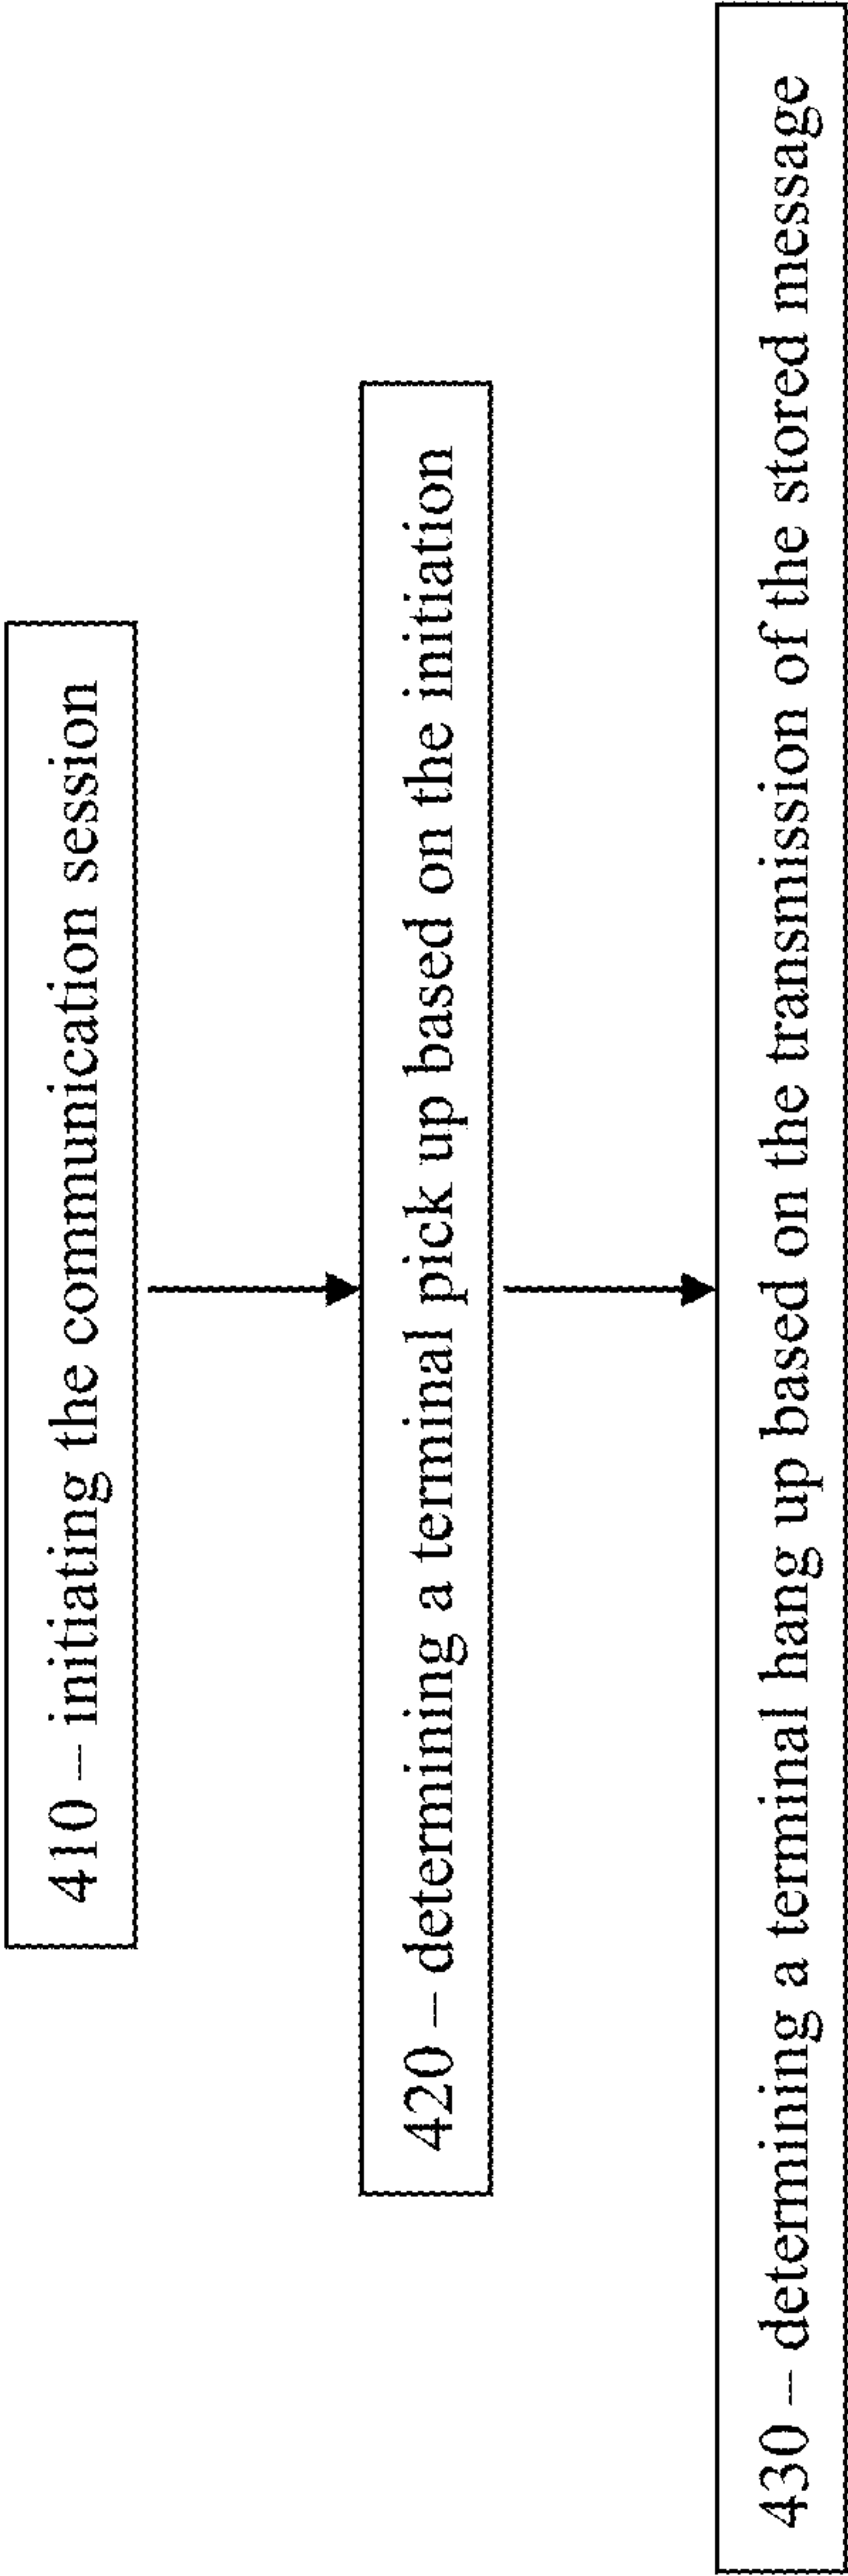 410 – initiating the communication session
420 – determining a terminal pick up based on the initiation
430 – determining a terminal hang up based on the transmission of the stored message